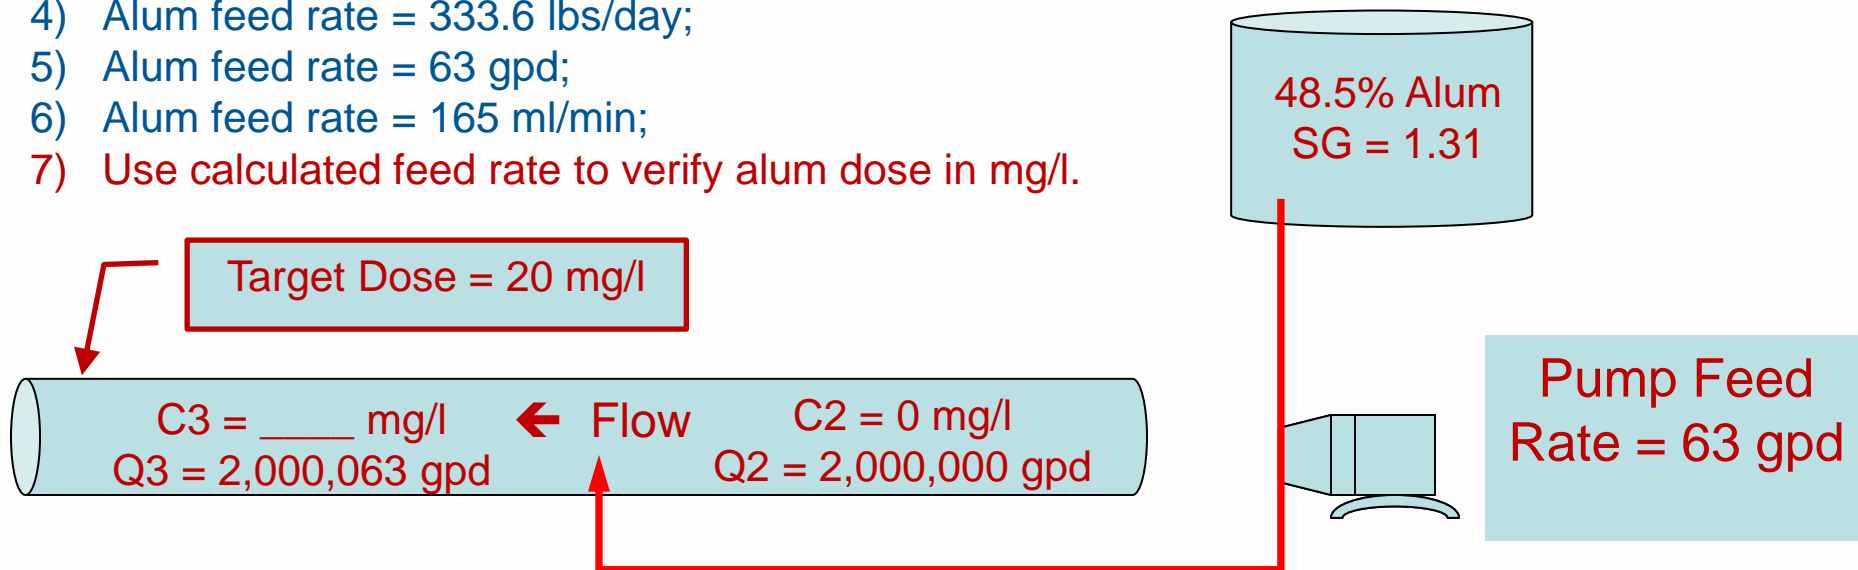 4) Alum feed rate = 333.6 lbs/day;
5) Alum feed rate = 63 gpd;
6) Alum feed rate = 165 ml/min;
7) Use calculated feed rate to verify alum dose in mg/l.
48.5% Alum
SG = 1.31
Target Dose = 20 mg/l
C3 = ____ mg/l
Q3 = 2,000,063 gpd
🡸 Flow
C2 = 0 mg/l
Q2 = 2,000,000 gpd
Pump Feed
Rate = 63 gpd